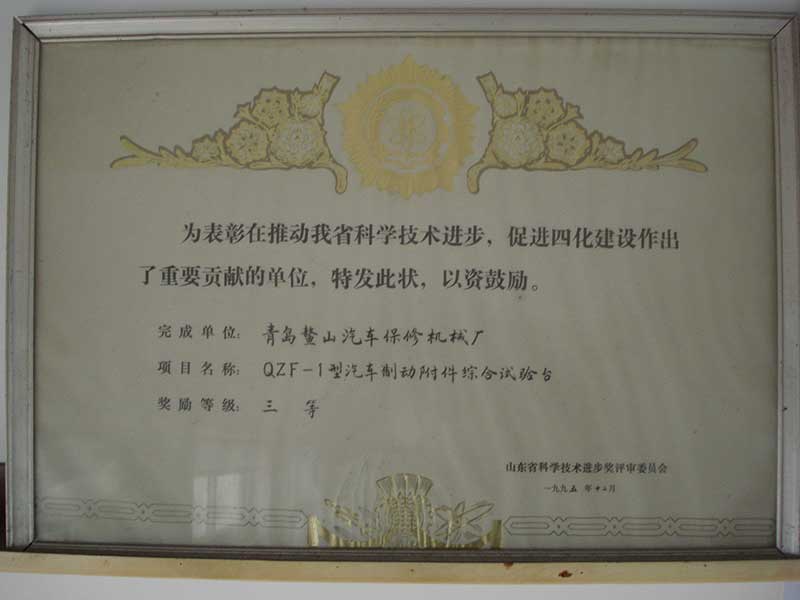 为表彰在推动我省科学技术进步，促进四化建设作出
了重要贡献的单位，特发此状，以资鼓励。
完成单位：青岛鳌山汽车保修机械厂
项目名称：QZF-1型汽车制动附件综合试验台
奖励等级：三等
山东省科学技术进步奖评审委员会
一九九五年十二月